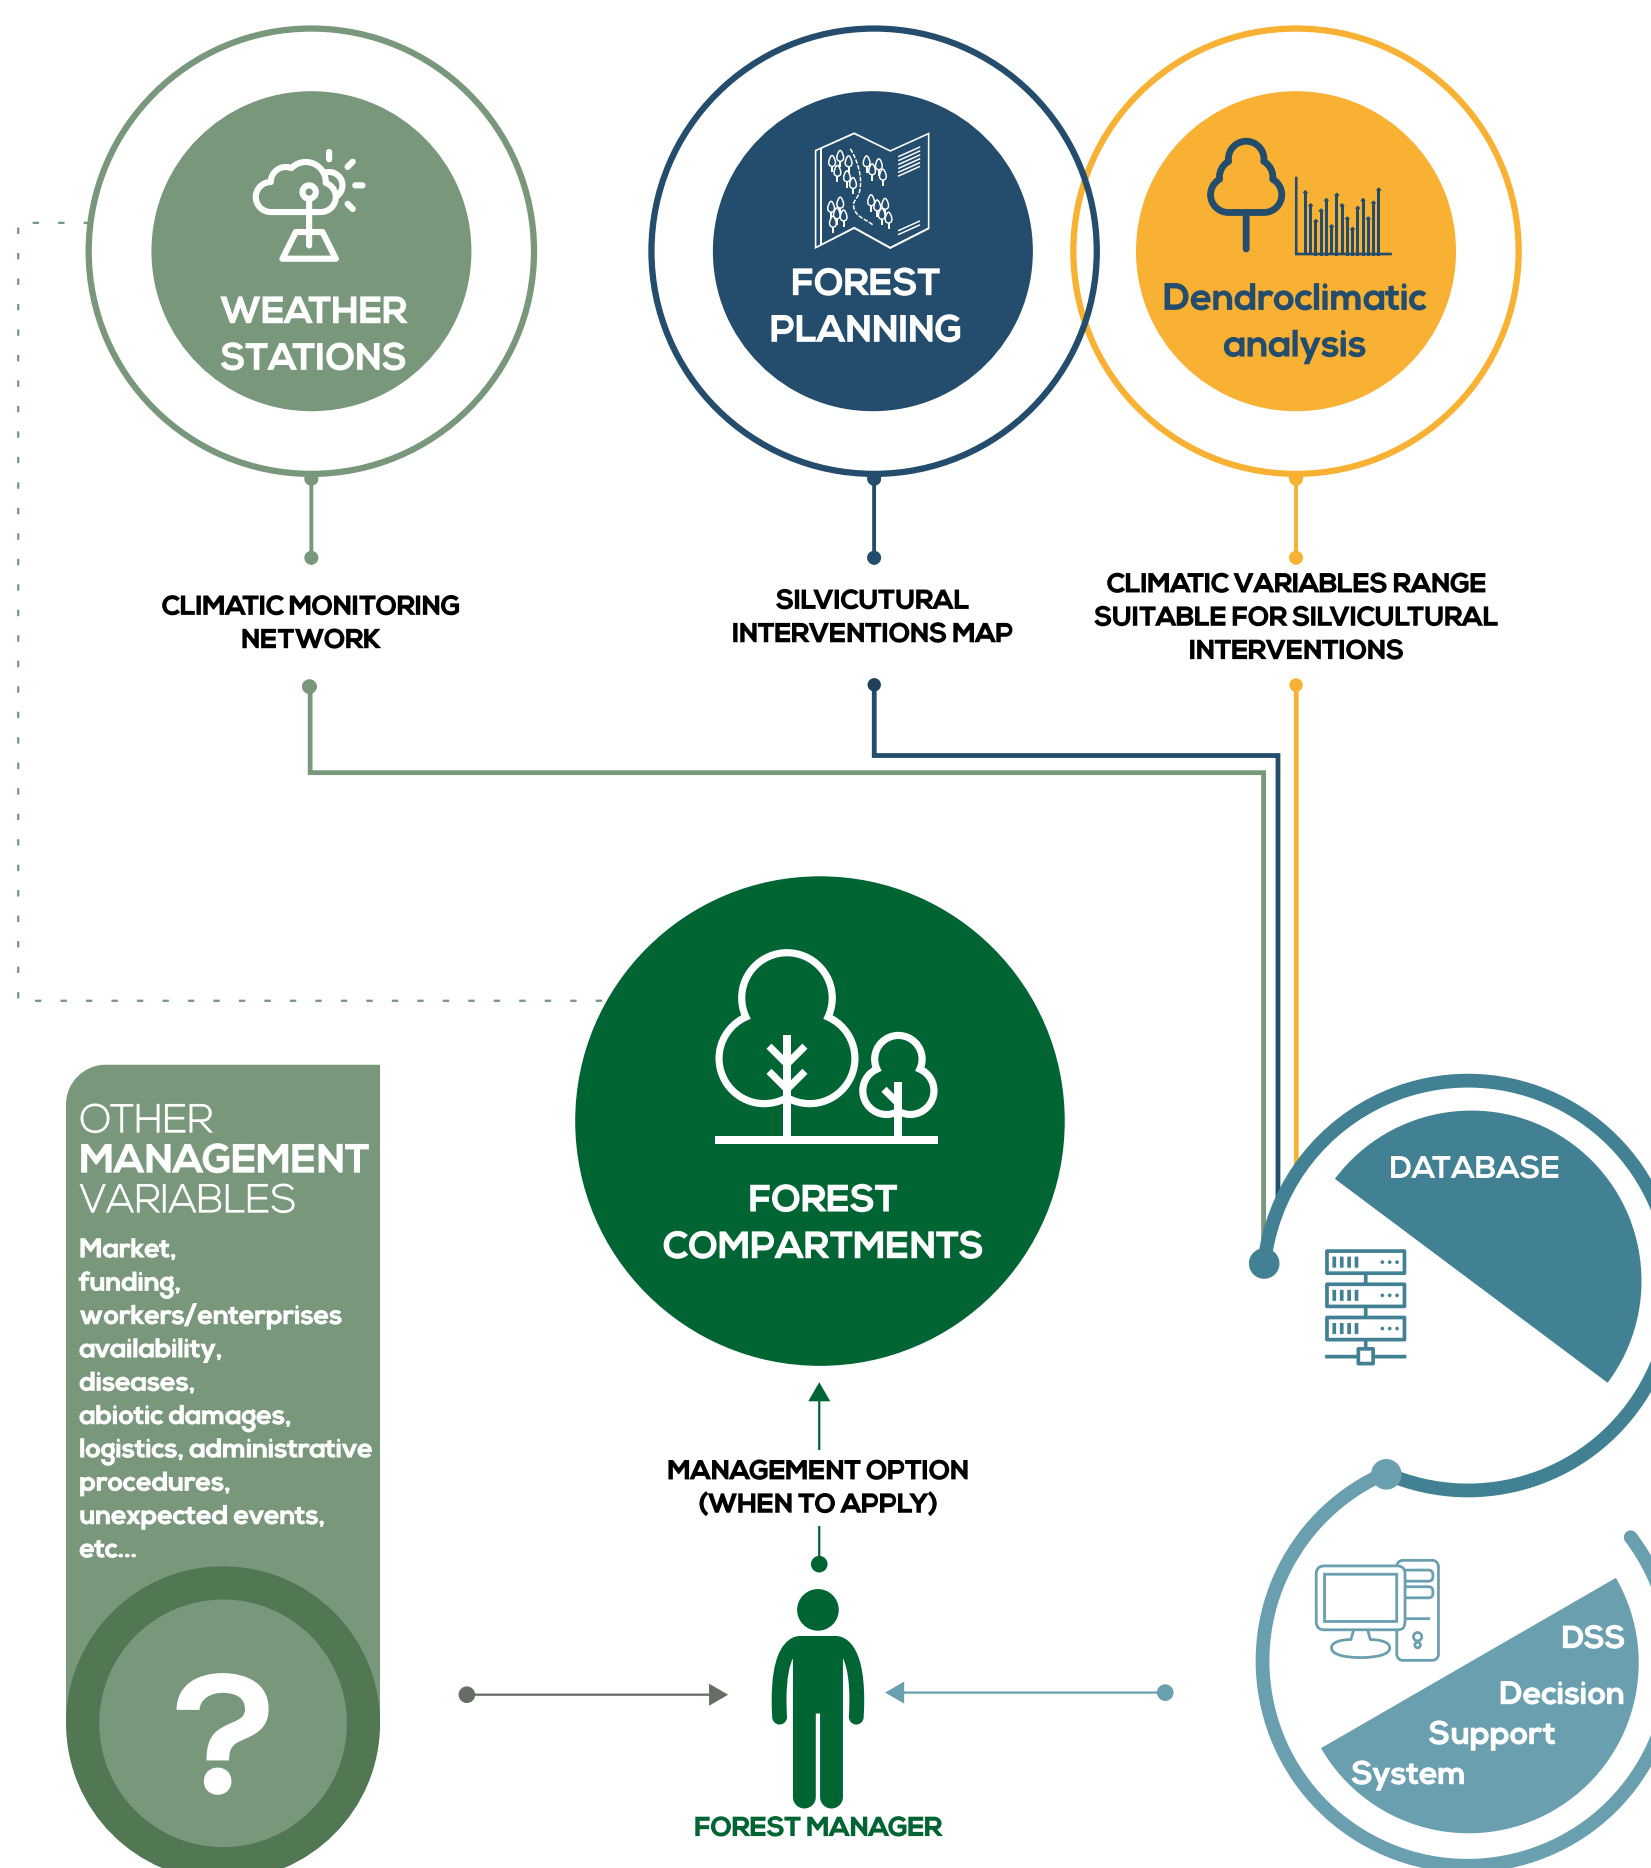 WEATHER
STATIONS
FOREST
PLANNING
Dendroclimatic
analysis
CLIMATIC MONITORING
NETWORK
SILVICUTURAL
INTERVENTIONS MAP
CLIMATIC VARIABLES RANGE
SUITABLE FOR SILVICULTURAL
INTERVENTIONS
FOREST
COMPARTMENTS
OTHER
MANAGEMENT
VARIABLES
Market,
funding,
workers/enterprises
availability,
diseases,
abiotic damages,
logistics, administrative
procedures,
unexpected events,
etc...
?
DATABASE
MANAGEMENT OPTION
(WHEN TO APPLY)
FOREST MANAGER
DSS
Decision
Support
System